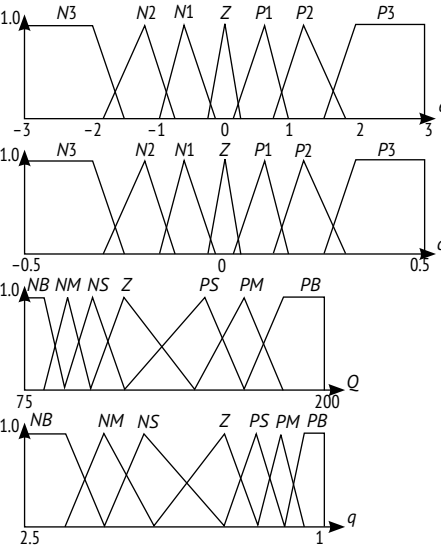 1.0 N3 N2 N1 Z P1 P2 P3
−3 −2 −1 0 1 2 3
1.0 N3 N2 N1 Z P1 P2 P3
−0.5 0 0.5
1.0 NB NM NS Z PS PM PB
75 200 Q
1.0 NB NM NS Z PS PM PB
2.5 1 q